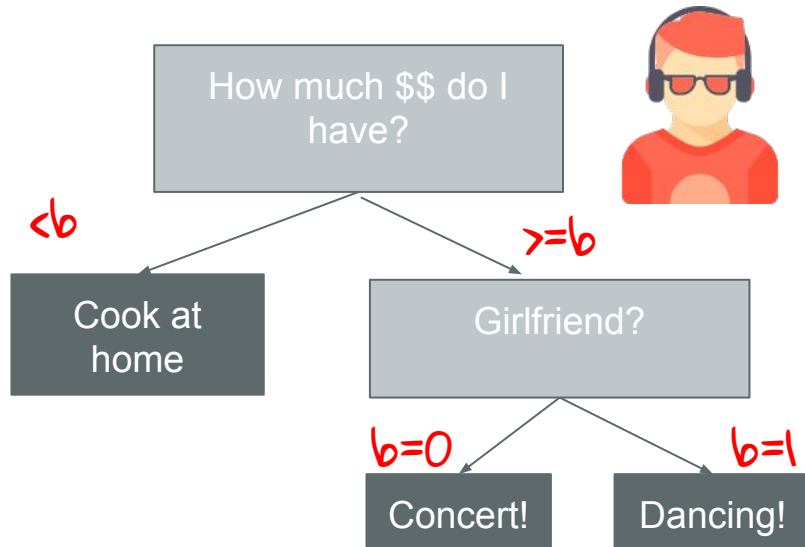 How much $$ do I
have?
<b
>=b
Cook at
home
Girlfriend?
b=0
b=1
Concert!
Dancing!